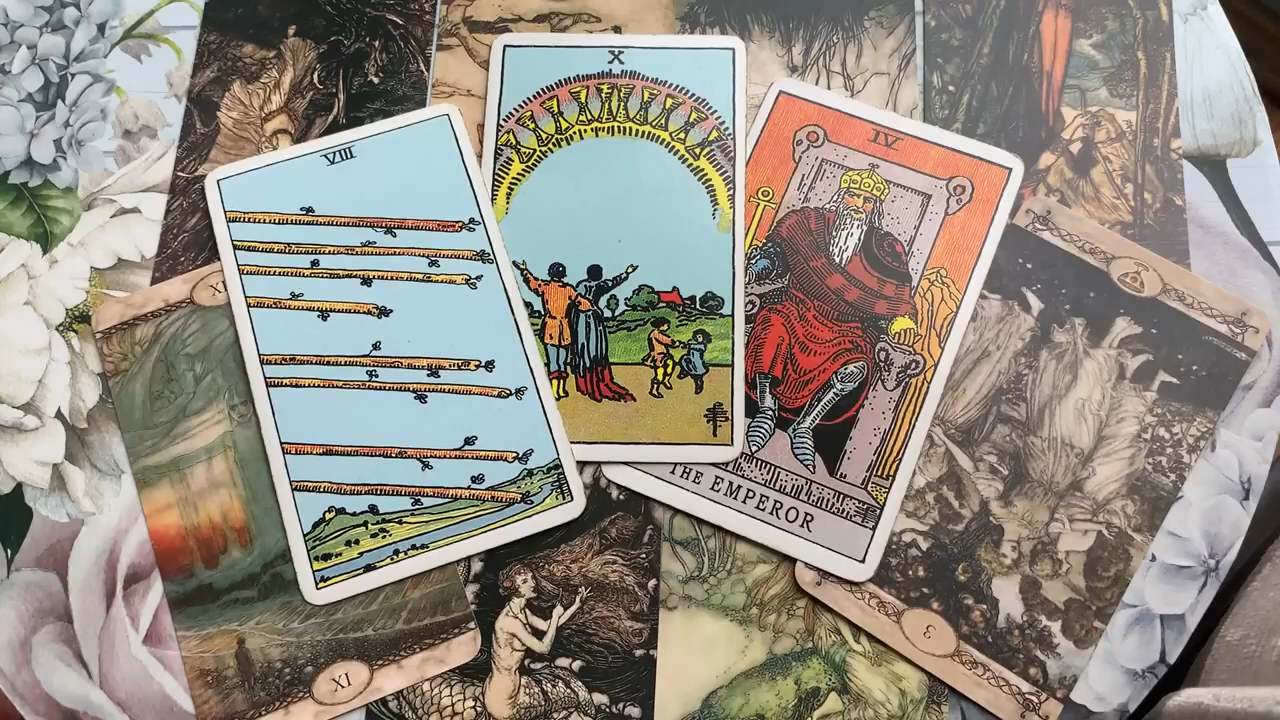 VIII
X
IV
THE EMPEROR
XI
3